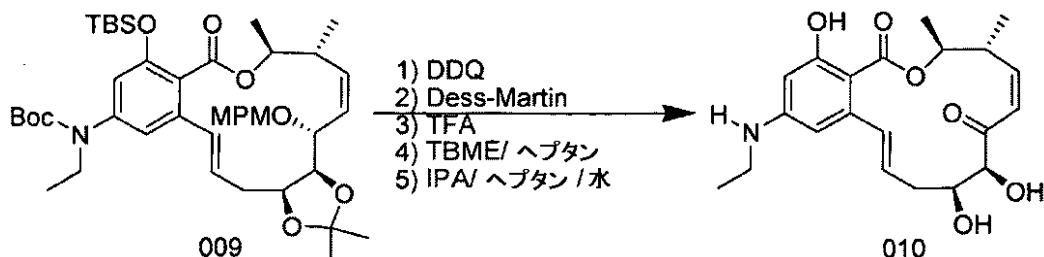 TBSO
O
O
Boc
N
MPMO
O
O
009
1) DDQ
2) Dess-Martin
3) TFA
4) TBME/ ヘプタン
5) IPA/ ヘプタン /水
OH
O
O
H
N
O
OH
OH
010